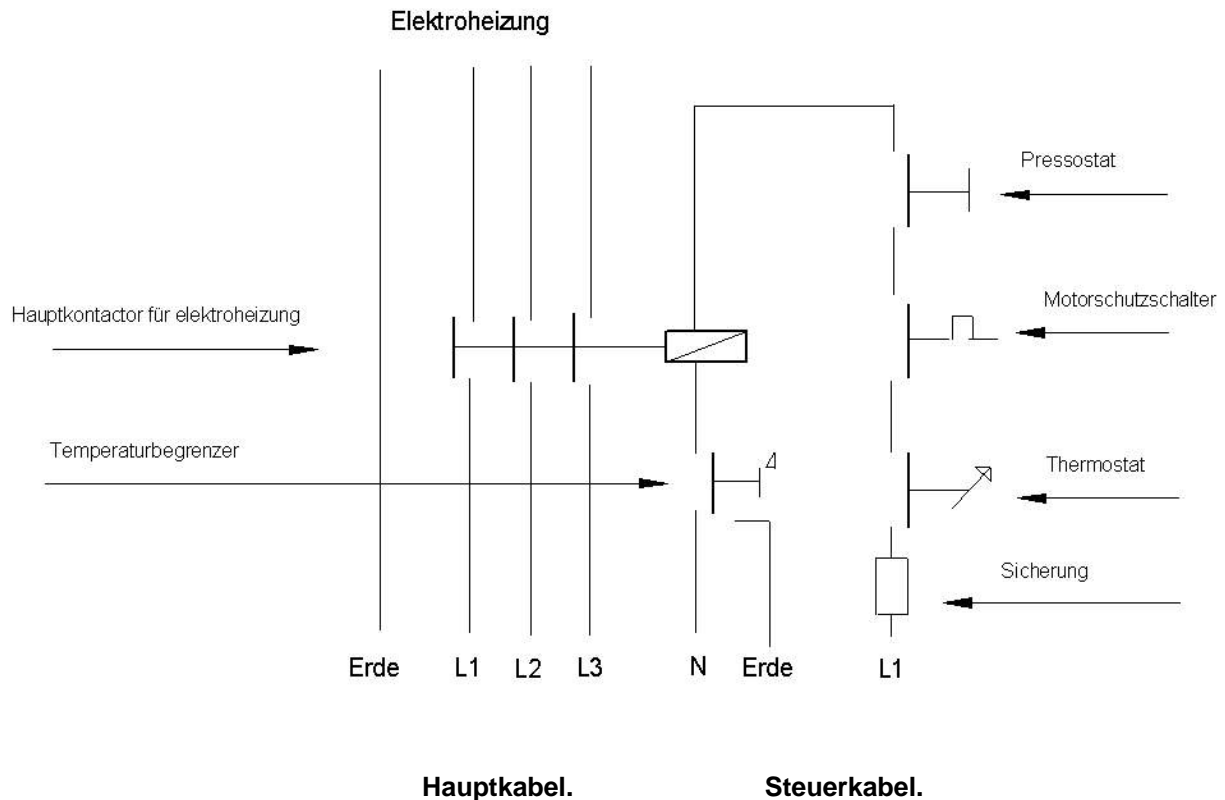 Elektroheizung
Pressostat
Hauptkontactor für elektroheizung
Motorschutzschalter
Temperaturbegrenzer
Thermostat
Sicherung
Erde L1 L2 L3 N Erde L1
Hauptkabel. Steuerkabel.